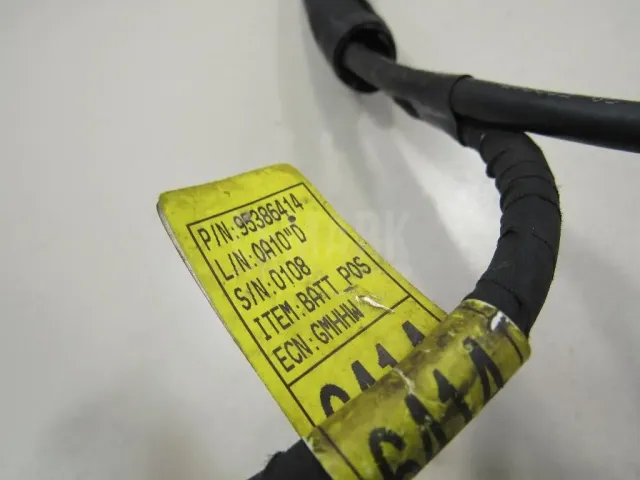 P/N:95386414
L/N:0A10"D
S/N:0108
ITEM:BATT_POS
ECN:GMHHW